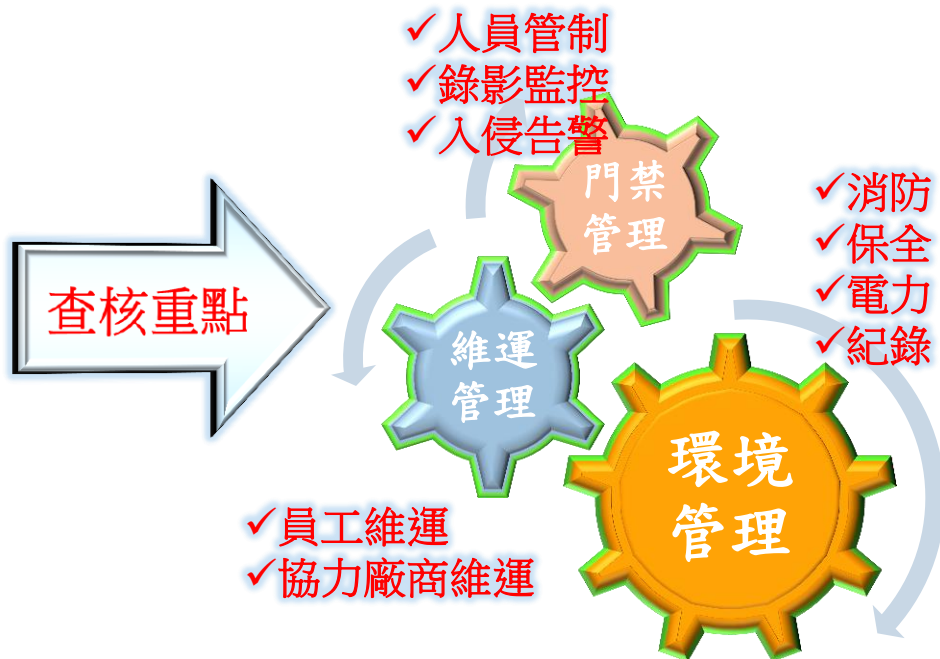 ✓人員管制
✓錄影監控
✓入侵告警
門禁
管理
✓消防
✓保全
✓電力
✓紀錄
查核重點
維運
管理
環境
管理
✓員工維運
✓協力廠商維運